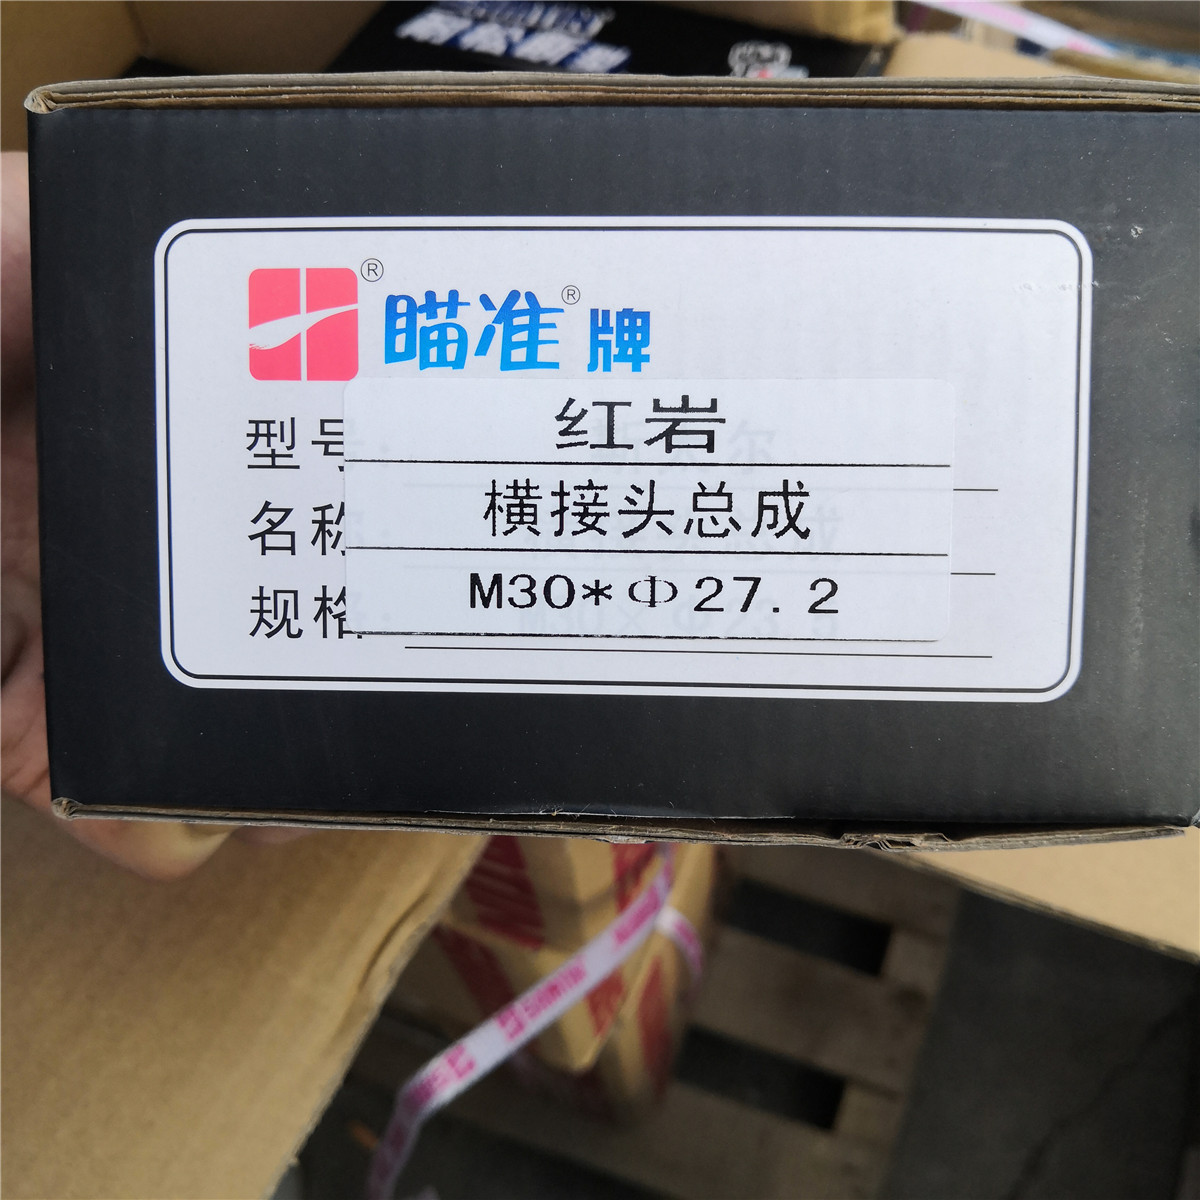 瞄准®牌
®
型号: 红岩
名称: 横接头总成
规格 M30*Φ27.2